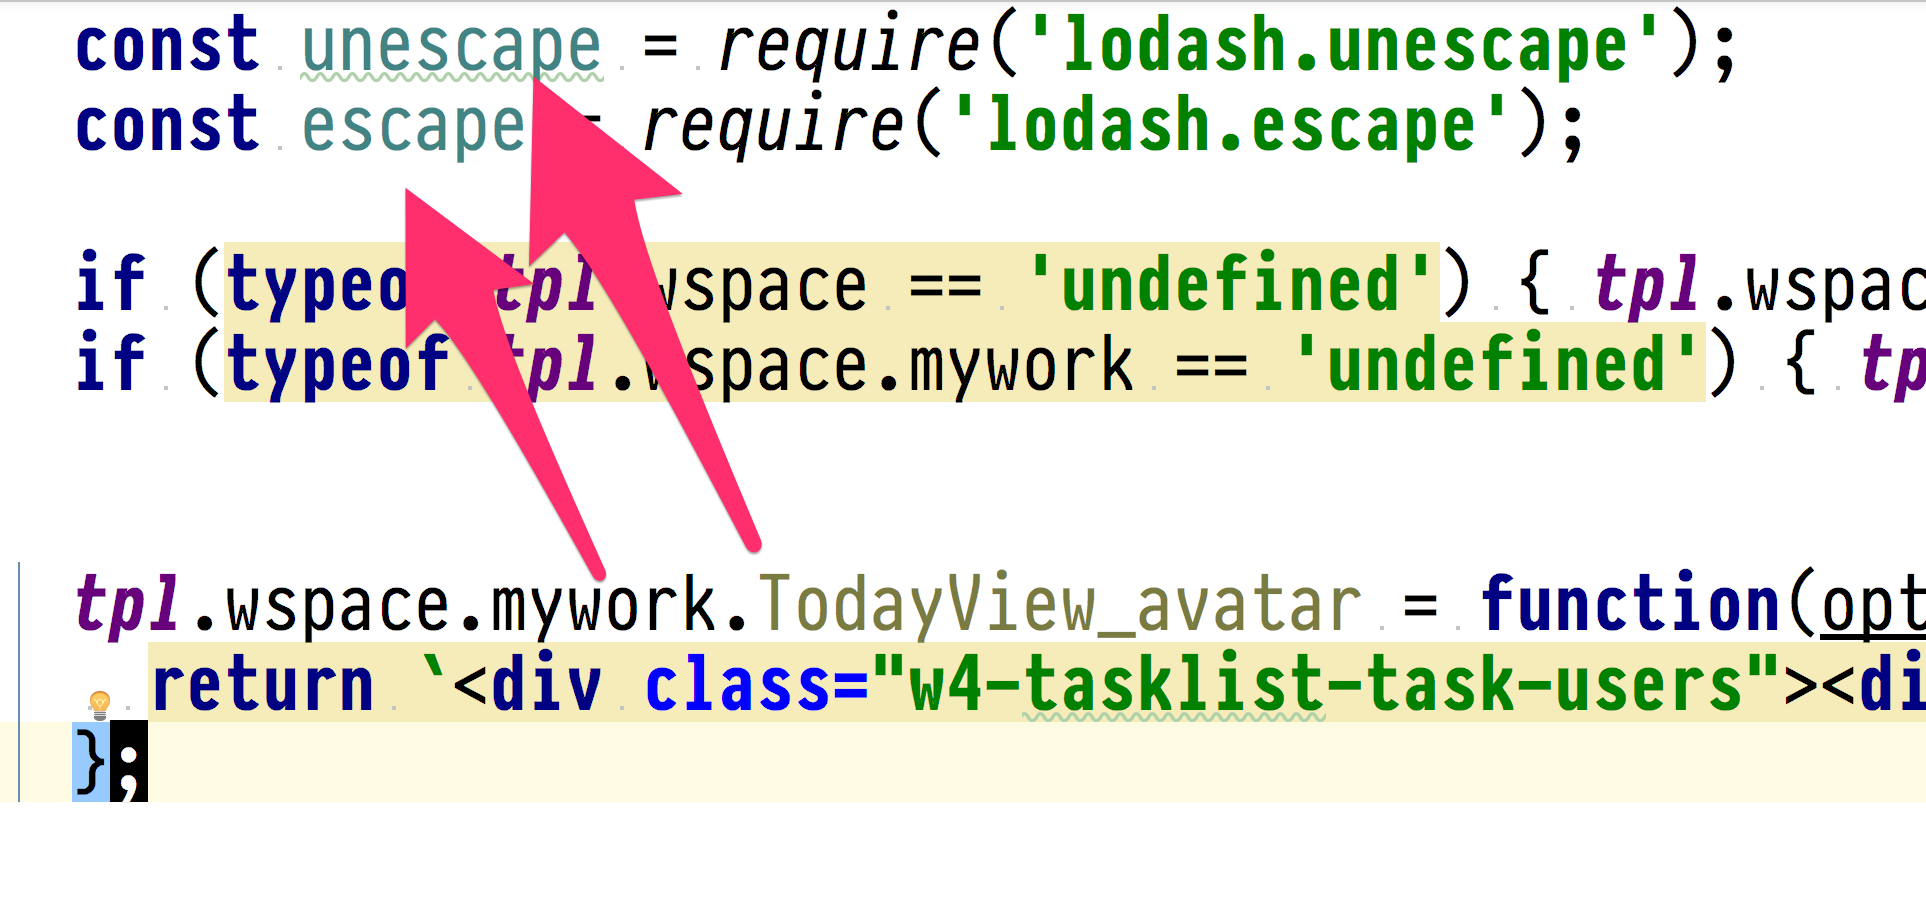 const unescape = require('lodash.unescape');
const escape = require('lodash.escape');
if (typeof tpl.wspace == 'undefined') { tpl.wspac
if (typeof tpl.wspace.mywork == 'undefined') { tp
tpl.wspace.mywork.TodayView_avatar = function(opt
return `<div class="w4-tasklist-task-users"><di
};